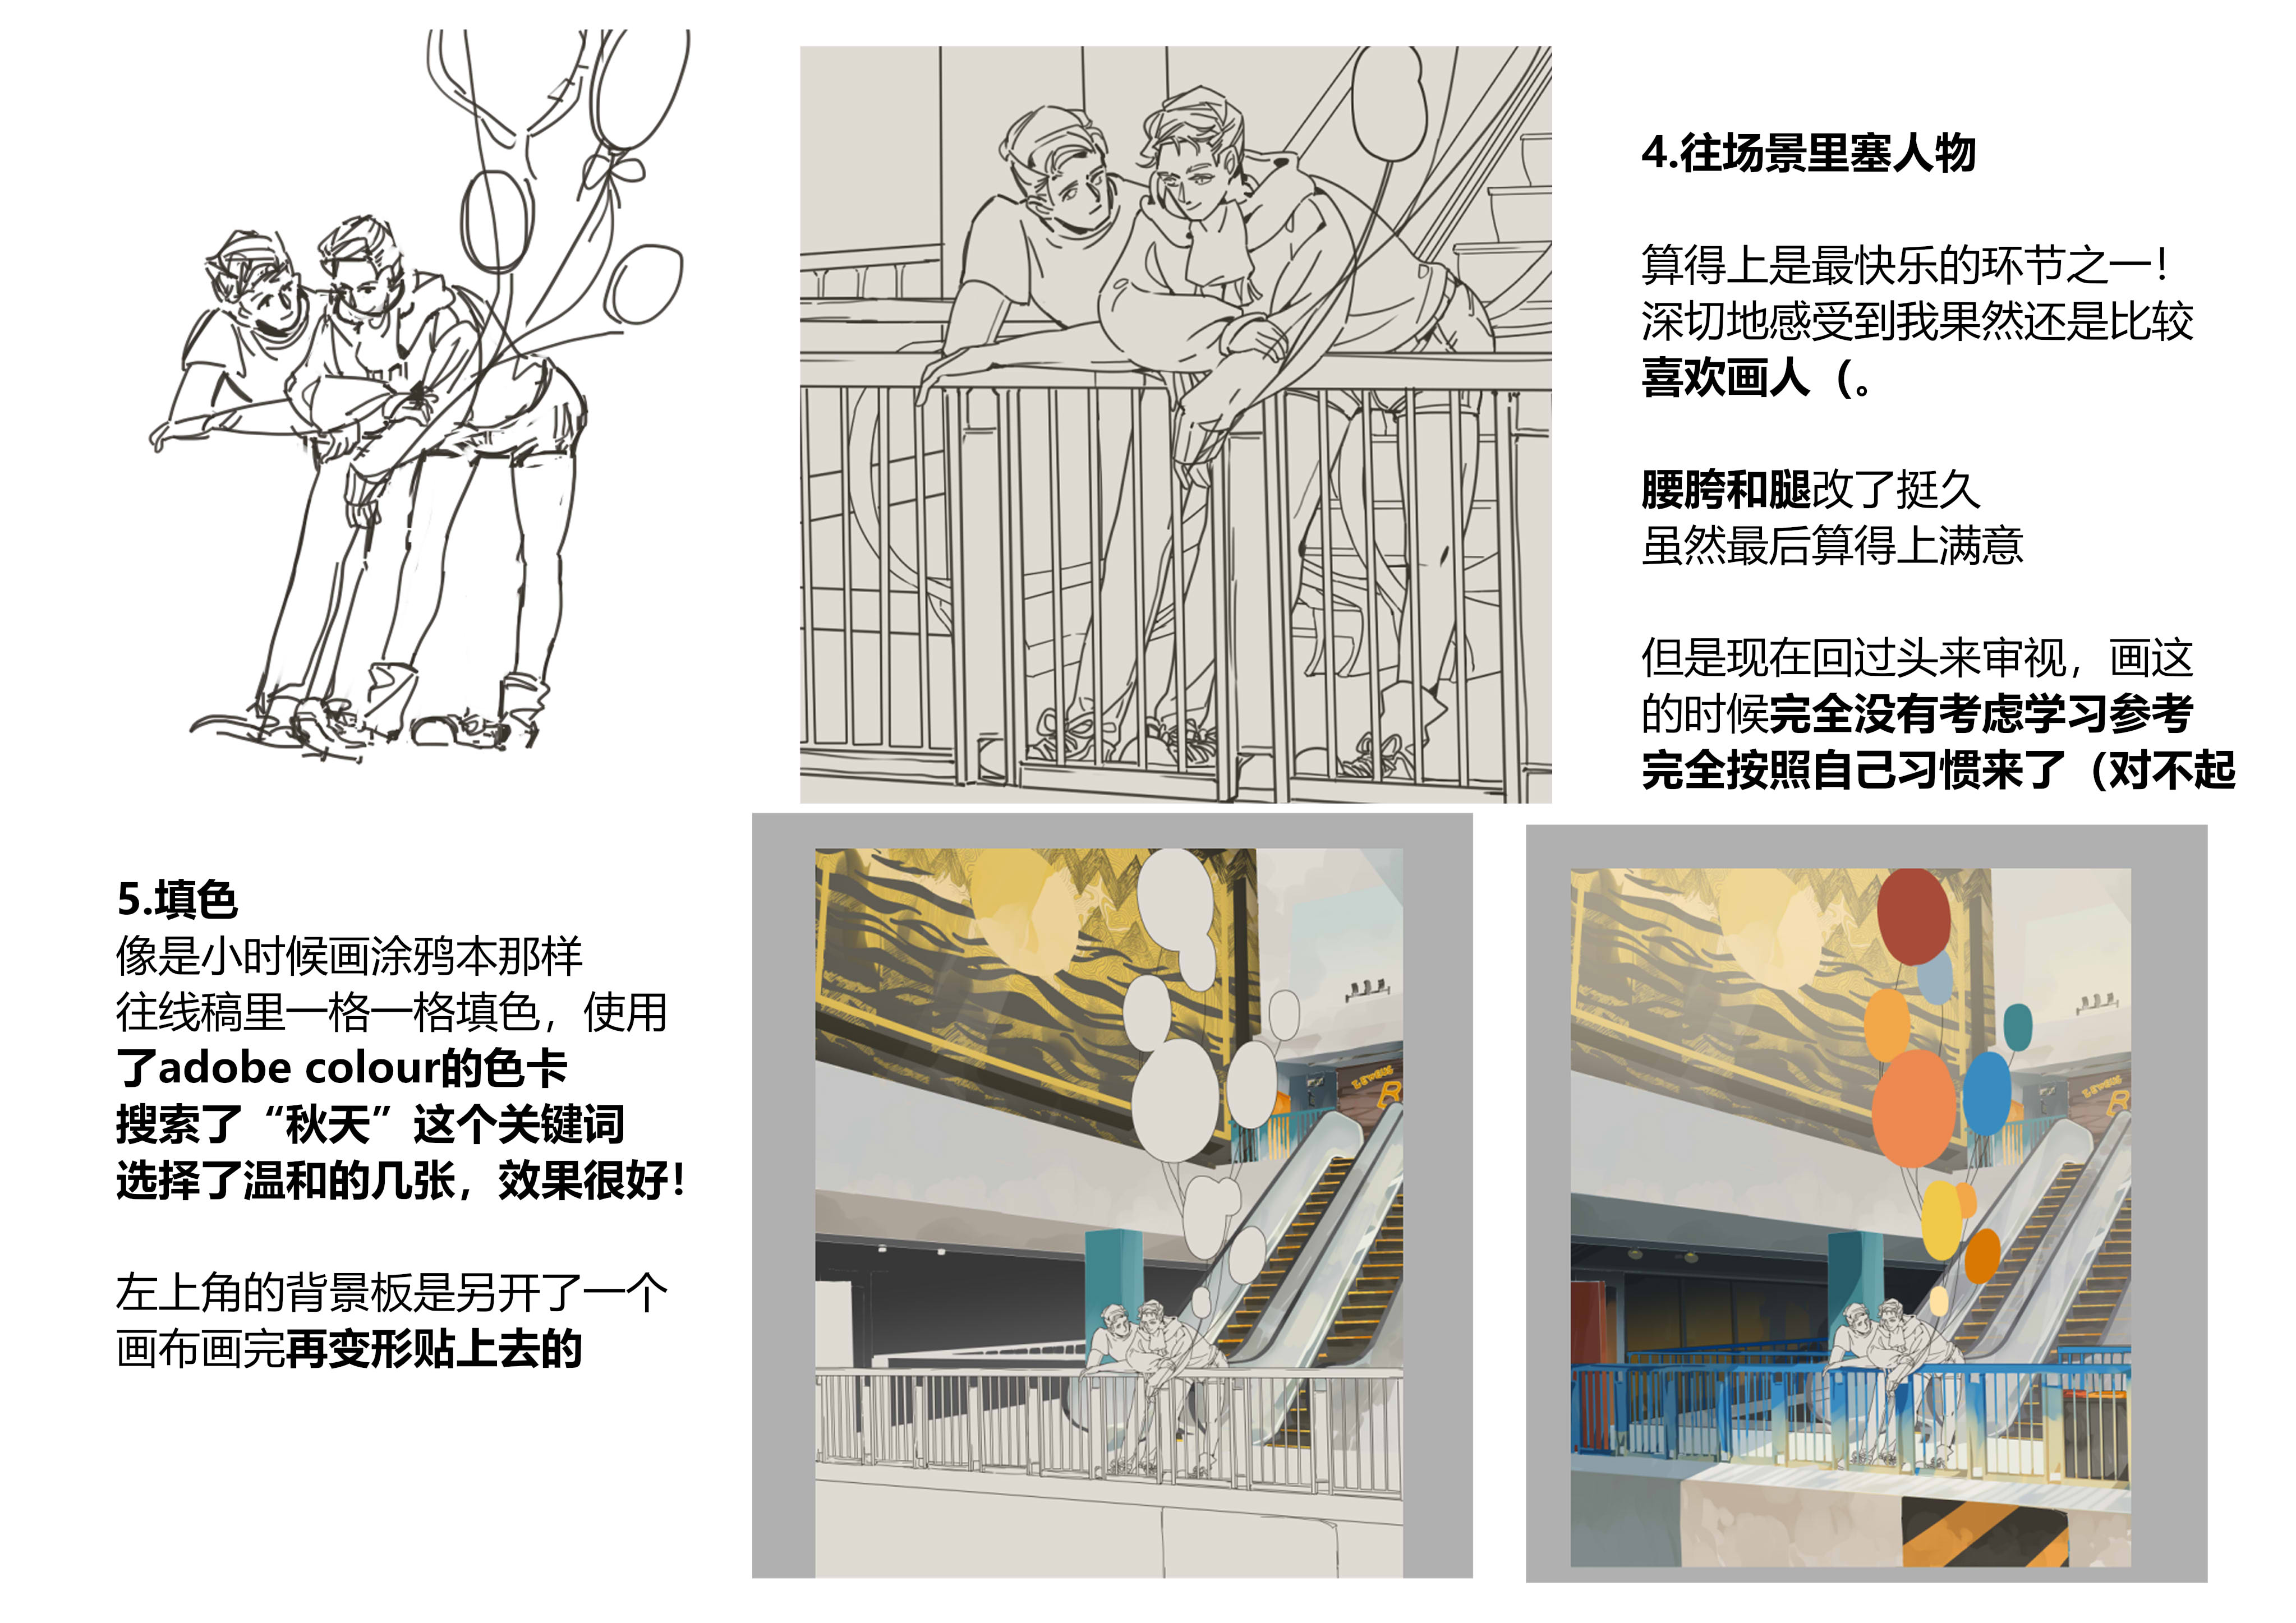 4.往场景里塞人物
算得上是最快乐的环节之一！
深切地感受到我果然还是比较
喜欢画人（。
腰胯和腿改了挺久
虽然最后算得上满意
但是现在回过头来审视，画这
的时候完全没有考虑学习参考
完全按照自己习惯来了（对不起
5.填色
像是小时候画涂鸦本那样
往线稿里一格一格填色，使用
了adobe colour的色卡
搜索了“秋天”这个关键词
选择了温和的几张，效果很好！
左上角的背景板是另开了一个
画布画完再变形贴上去的